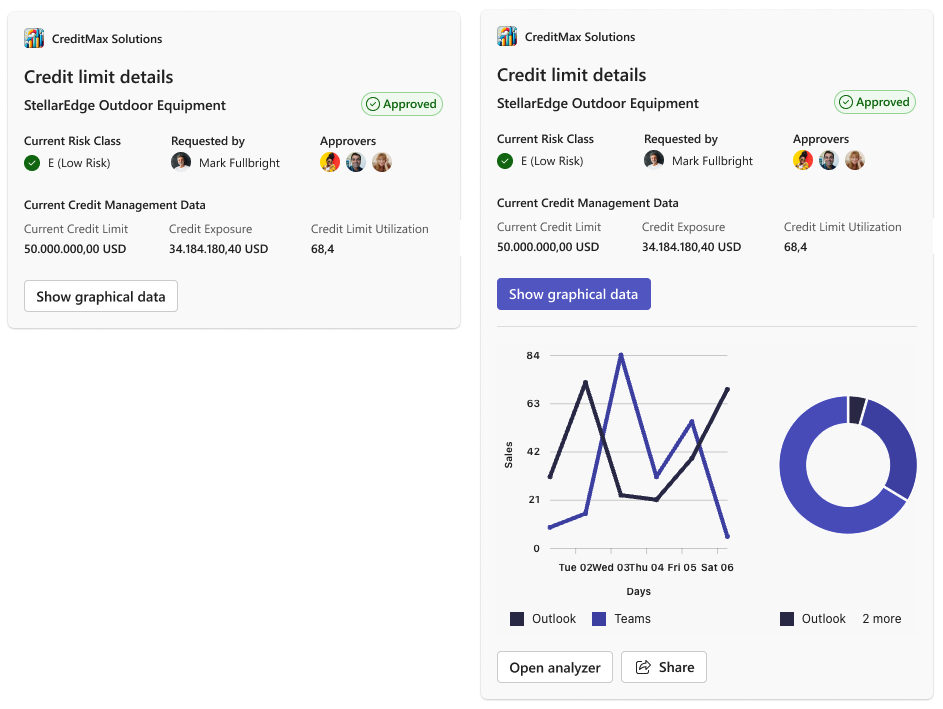 CreditMax Solutions
Credit limit details
StellarEdge Outdoor Equipment
Approved
Current Risk Class Requested by Approvers
E (Low Risk) Mark Fullbright
Current Credit Management Data
Current Credit Limit Credit Exposure Credit Limit Utilization
50.000.000,00 USD 34.184.180,40 USD 68,4
Show graphical data
CreditMax Solutions
Credit limit details
StellarEdge Outdoor Equipment
Approved
Current Risk Class Requested by Approvers
E (Low Risk) Mark Fullbright
Current Credit Management Data
Current Credit Limit Credit Exposure Credit Limit Utilization
50.000.000,00 USD 34.184.180,40 USD 68,4
Show graphical data
84
63
42
21
0
Sales
Tue 02 Wed 03 Thu 04 Fri 05 Sat 06
Days
Outlook Teams
Outlook 2 more
Open analyzer Share